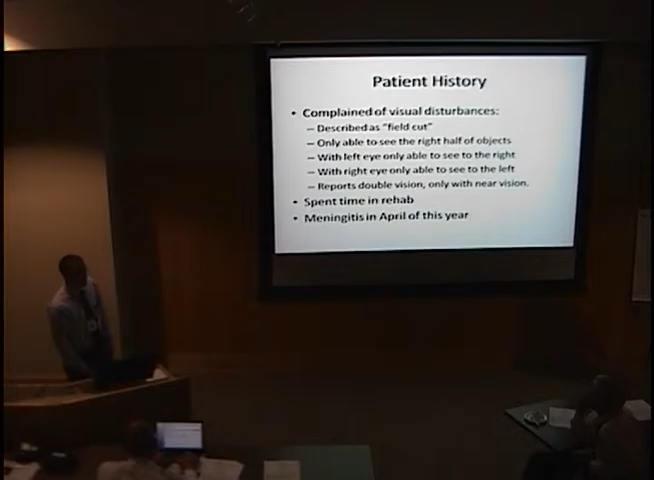 Patient History
• Complained of visual disturbances:
– Described as "field cut"
– Only able to see the right half of objects
– With left eye only able to see to the right
– With right eye only able to see to the left
– Reports double vision, only with near vision.
• Spent time in rehab
• Meningitis in April of this year